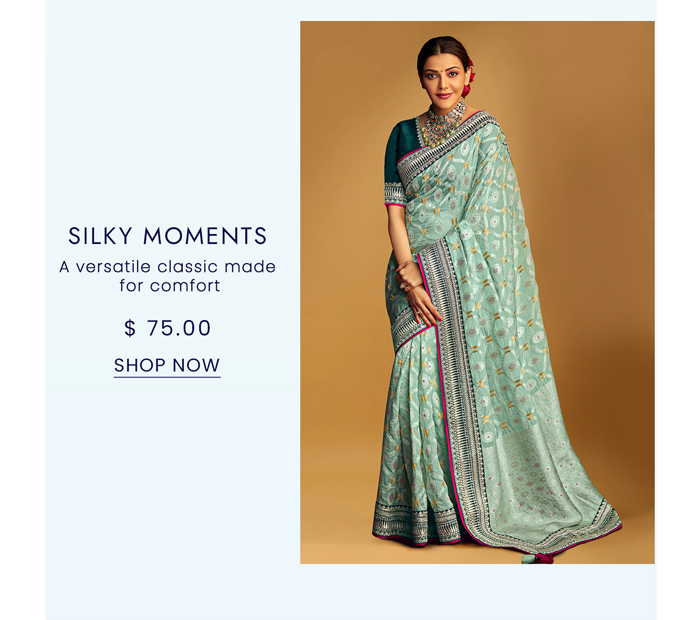 SILKY MOMENTS
A versatile classic made
for comfort
$ 75.00
SHOP NOW